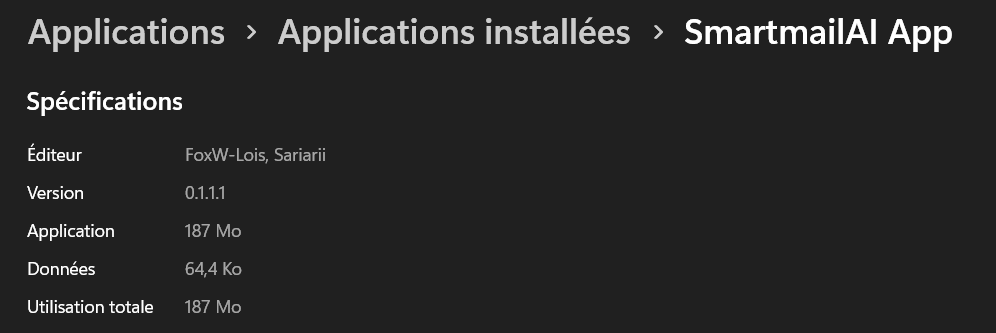 Applications > Applications installées > SmartmailAI App
Spécifications
Éditeur FoxW-Lois, Sariarii
Version 0.1.1.1
Application 187 Mo
Données 64,4 Ko
Utilisation totale 187 Mo